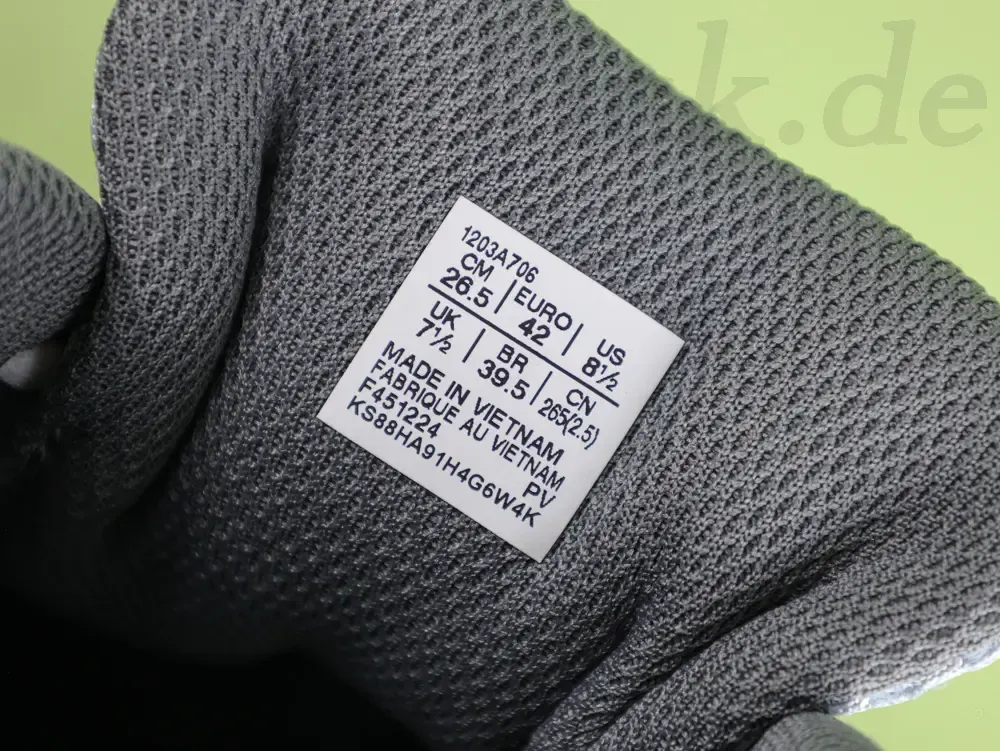 k.de
1203A706
CM | EURO | US
26.5 | 42 | 8½
UK | BR | CN
7½ | 39.5 | 265(2.5)
MADE IN VIETNAM
FABRIQUE AU VIETNAM
F451224 PV
KS88HA91H4G6W4K